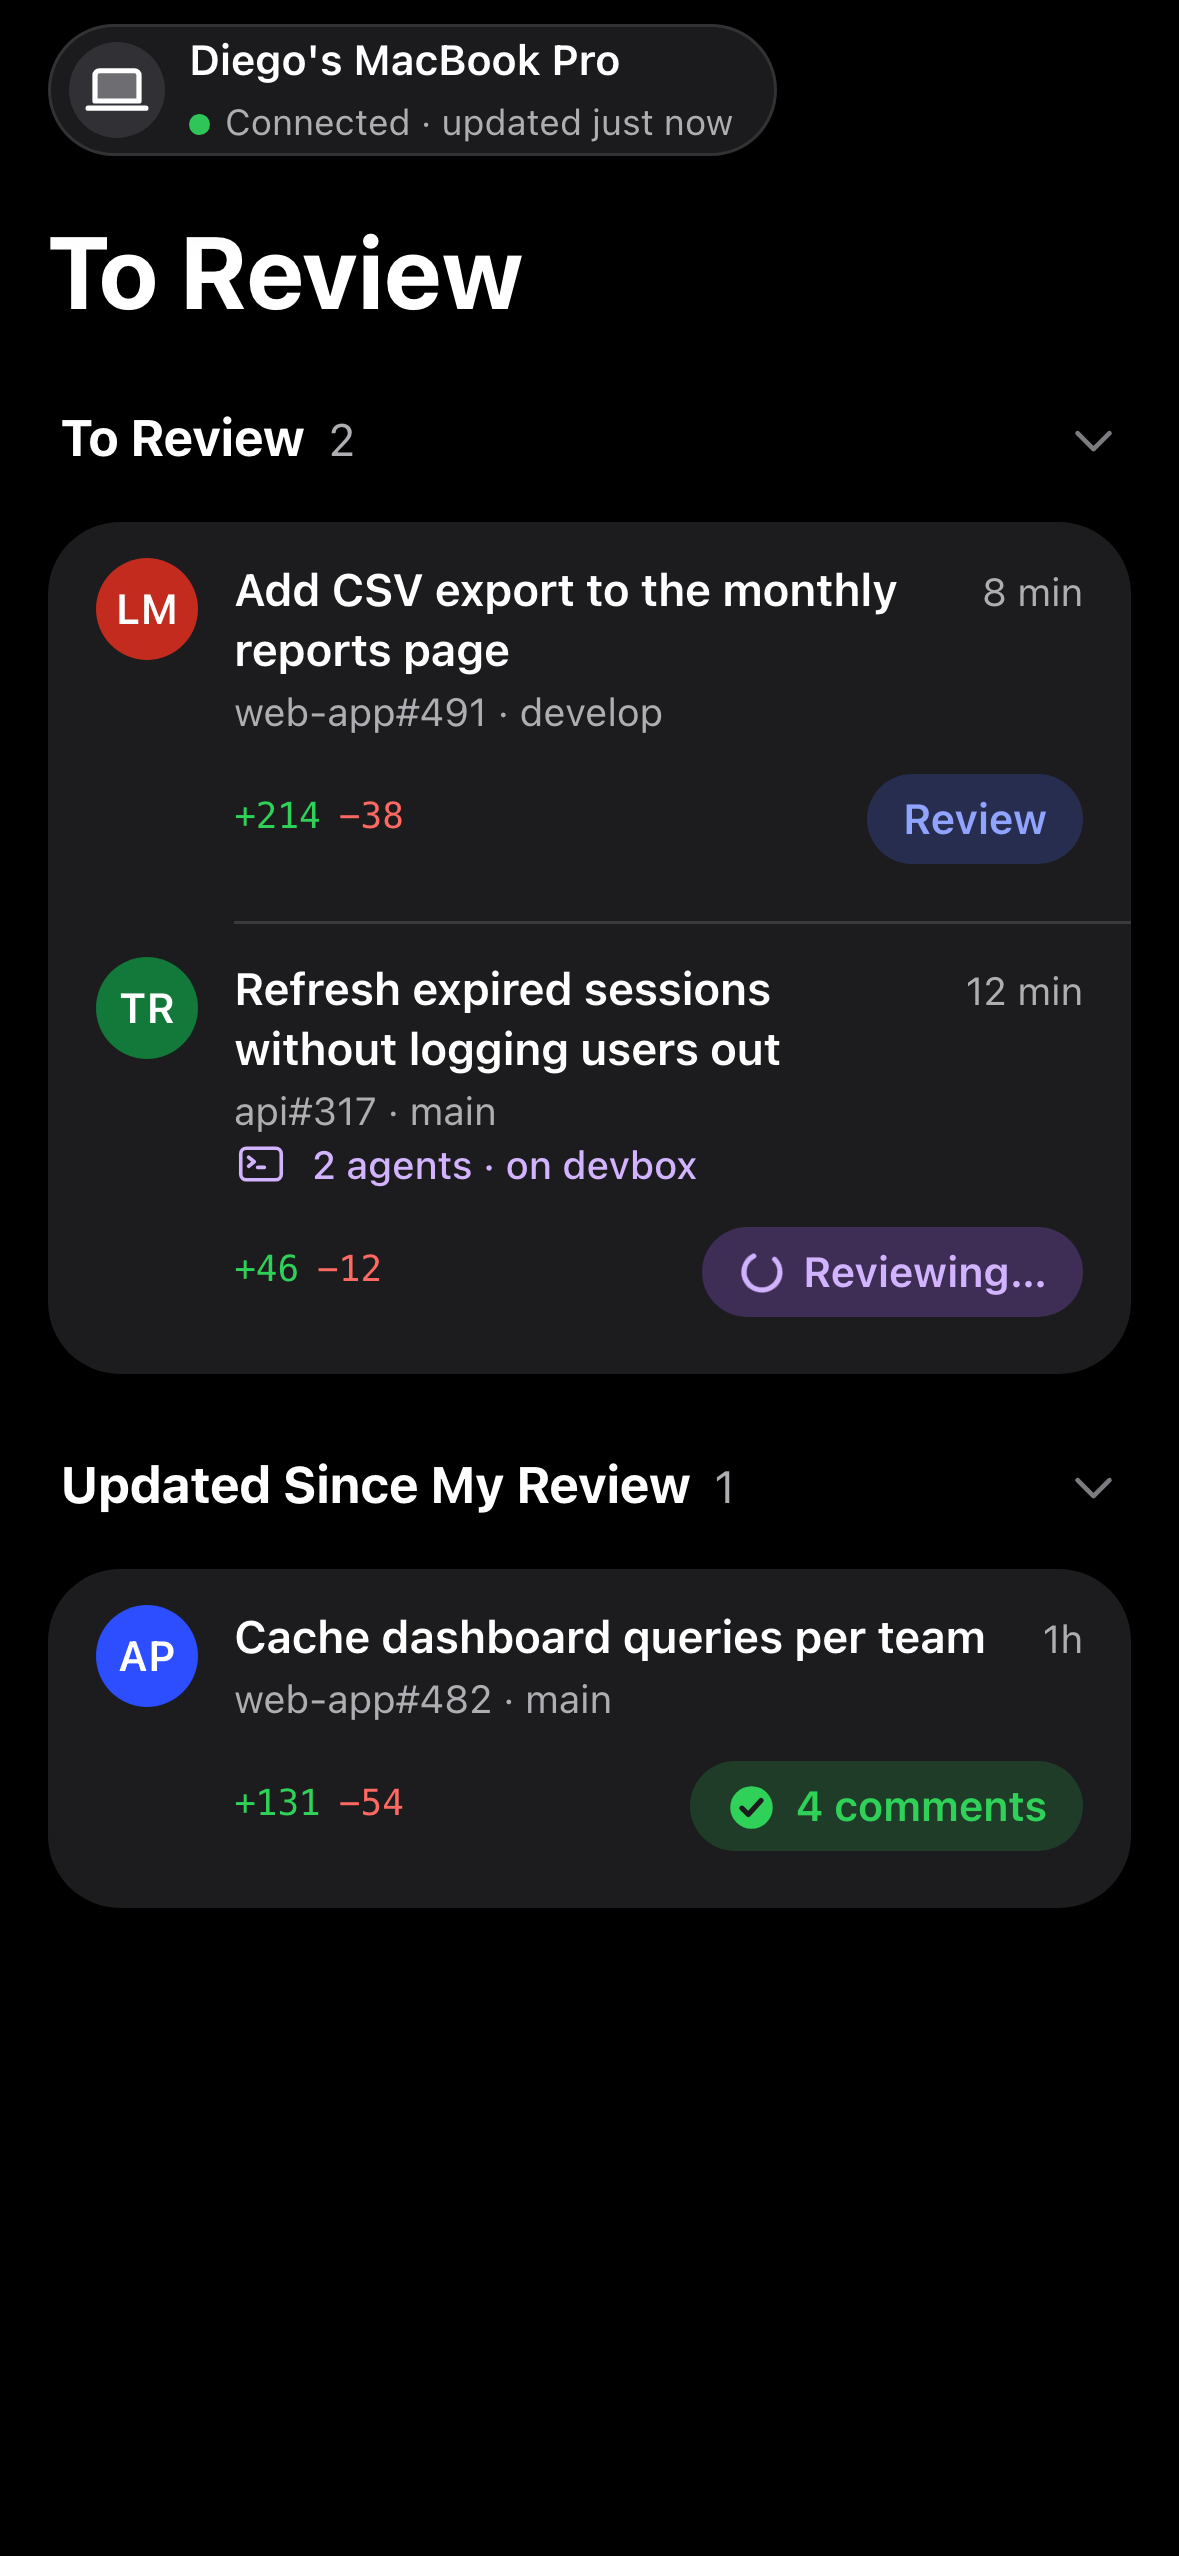 Diego's MacBook Pro
Connected · updated just now
To Review
To Review 2
LM
Add CSV export to the monthly
reports page
8 min
web-app#491 · develop
+214 −38
Review
TR
Refresh expired sessions
without logging users out
12 min
api#317 · main
2 agents · on devbox
+46 −12
Reviewing...
Updated Since My Review 1
AP
Cache dashboard queries per team
1h
web-app#482 · main
+131 −54
4 comments